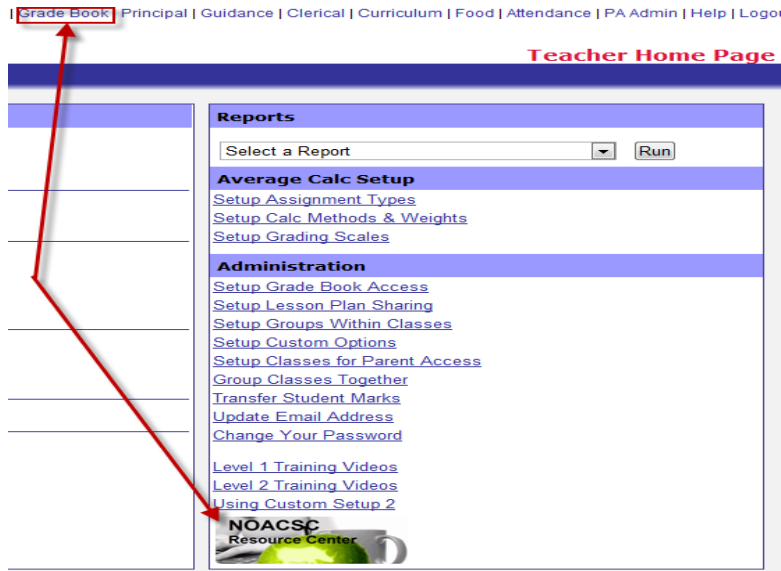 | Grade Book | Principal | Guidance | Clerical | Curriculum | Food | Attendance | PA Admin | Help | Logou
Teacher Home Page
Reports
Select a Report Run
Average Calc Setup
Setup Assignment Types
Setup Calc Methods & Weights
Setup Grading Scales
Administration
Setup Grade Book Access
Setup Lesson Plan Sharing
Setup Groups Within Classes
Setup Custom Options
Setup Classes for Parent Access
Group Classes Together
Transfer Student Marks
Update Email Address
Change Your Password
Level 1 Training Videos
Level 2 Training Videos
Using Custom Setup 2
NOACSC
Resource Center